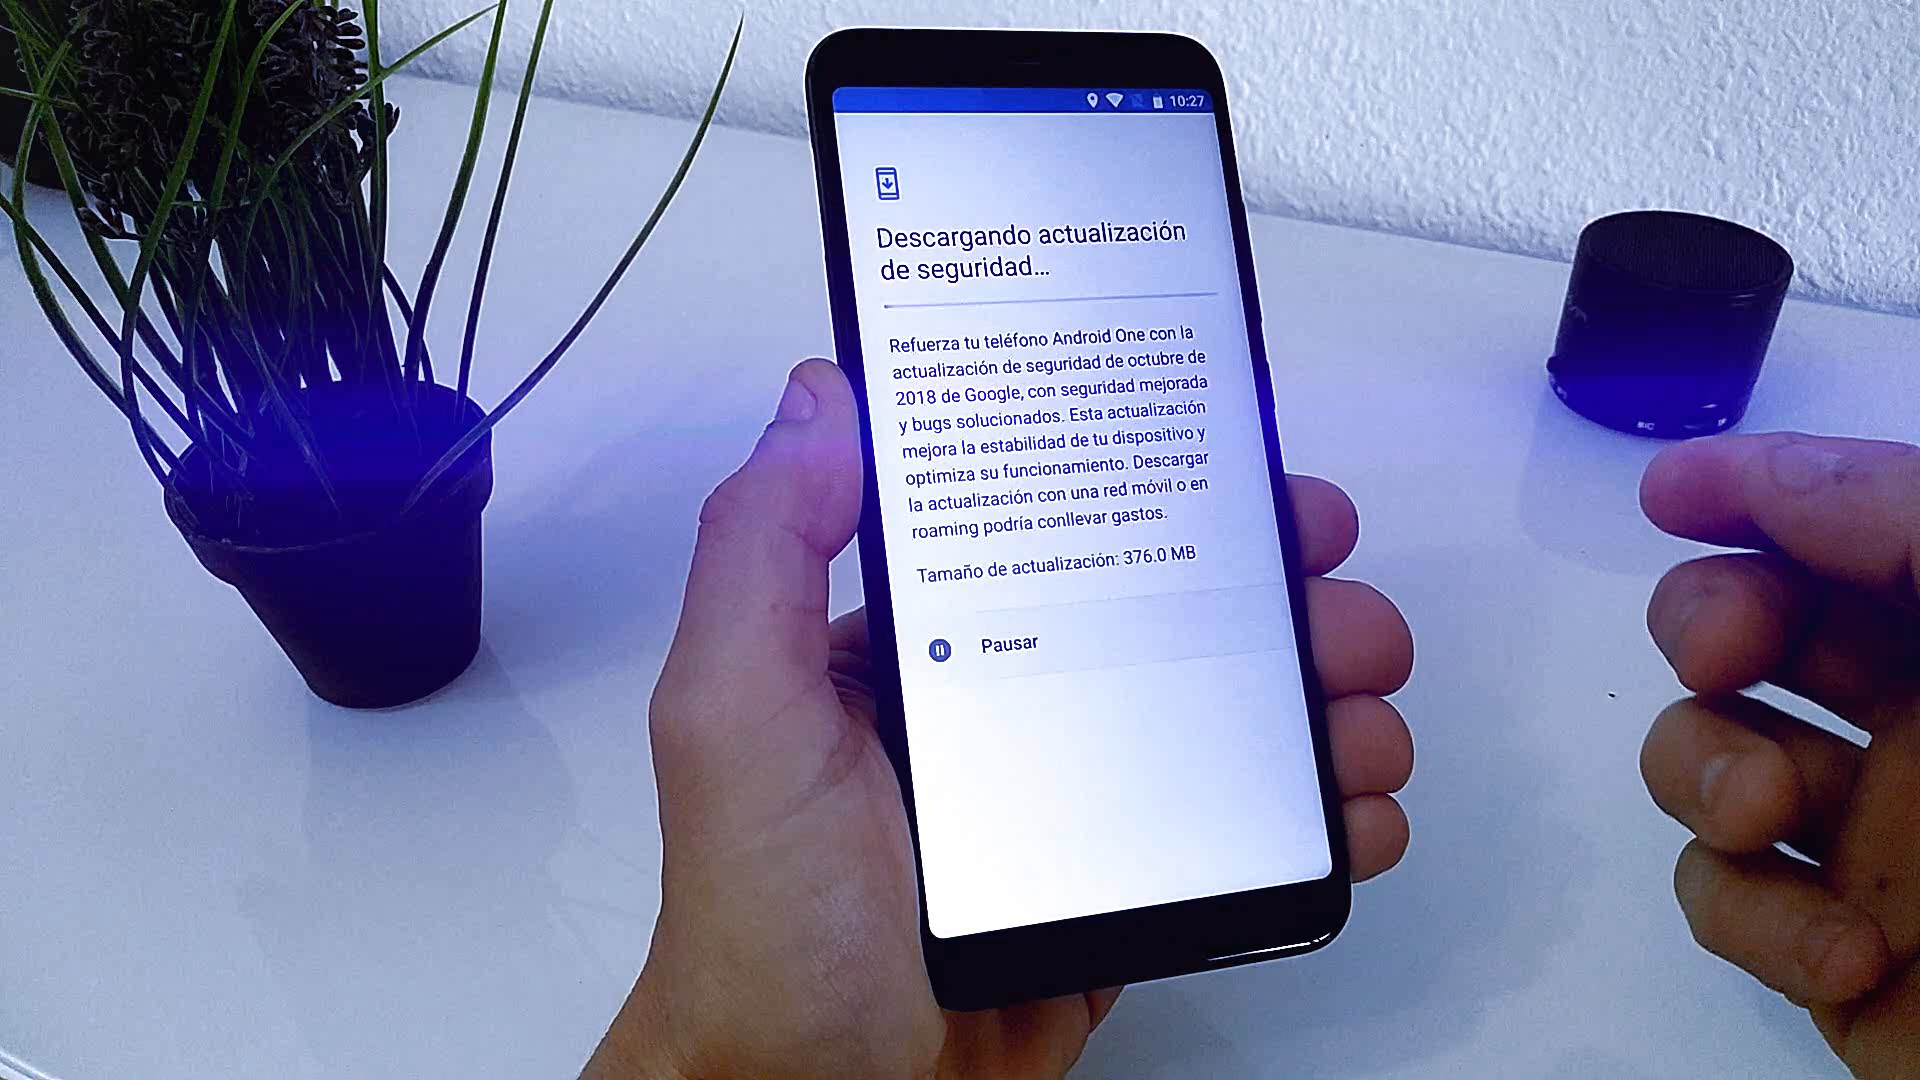 10:27
Descargando actualización
de seguridad...
Refuerza tu teléfono Android One con la
actualización de seguridad de octubre de
2018 de Google, con seguridad mejorada
y bugs solucionados. Esta actualización
mejora la estabilidad de tu dispositivo y
optimiza su funcionamiento. Descargar
la actualización con una red móvil o en
roaming podría conllevar gastos.
Tamaño de actualización: 376.0 MB
Pausar